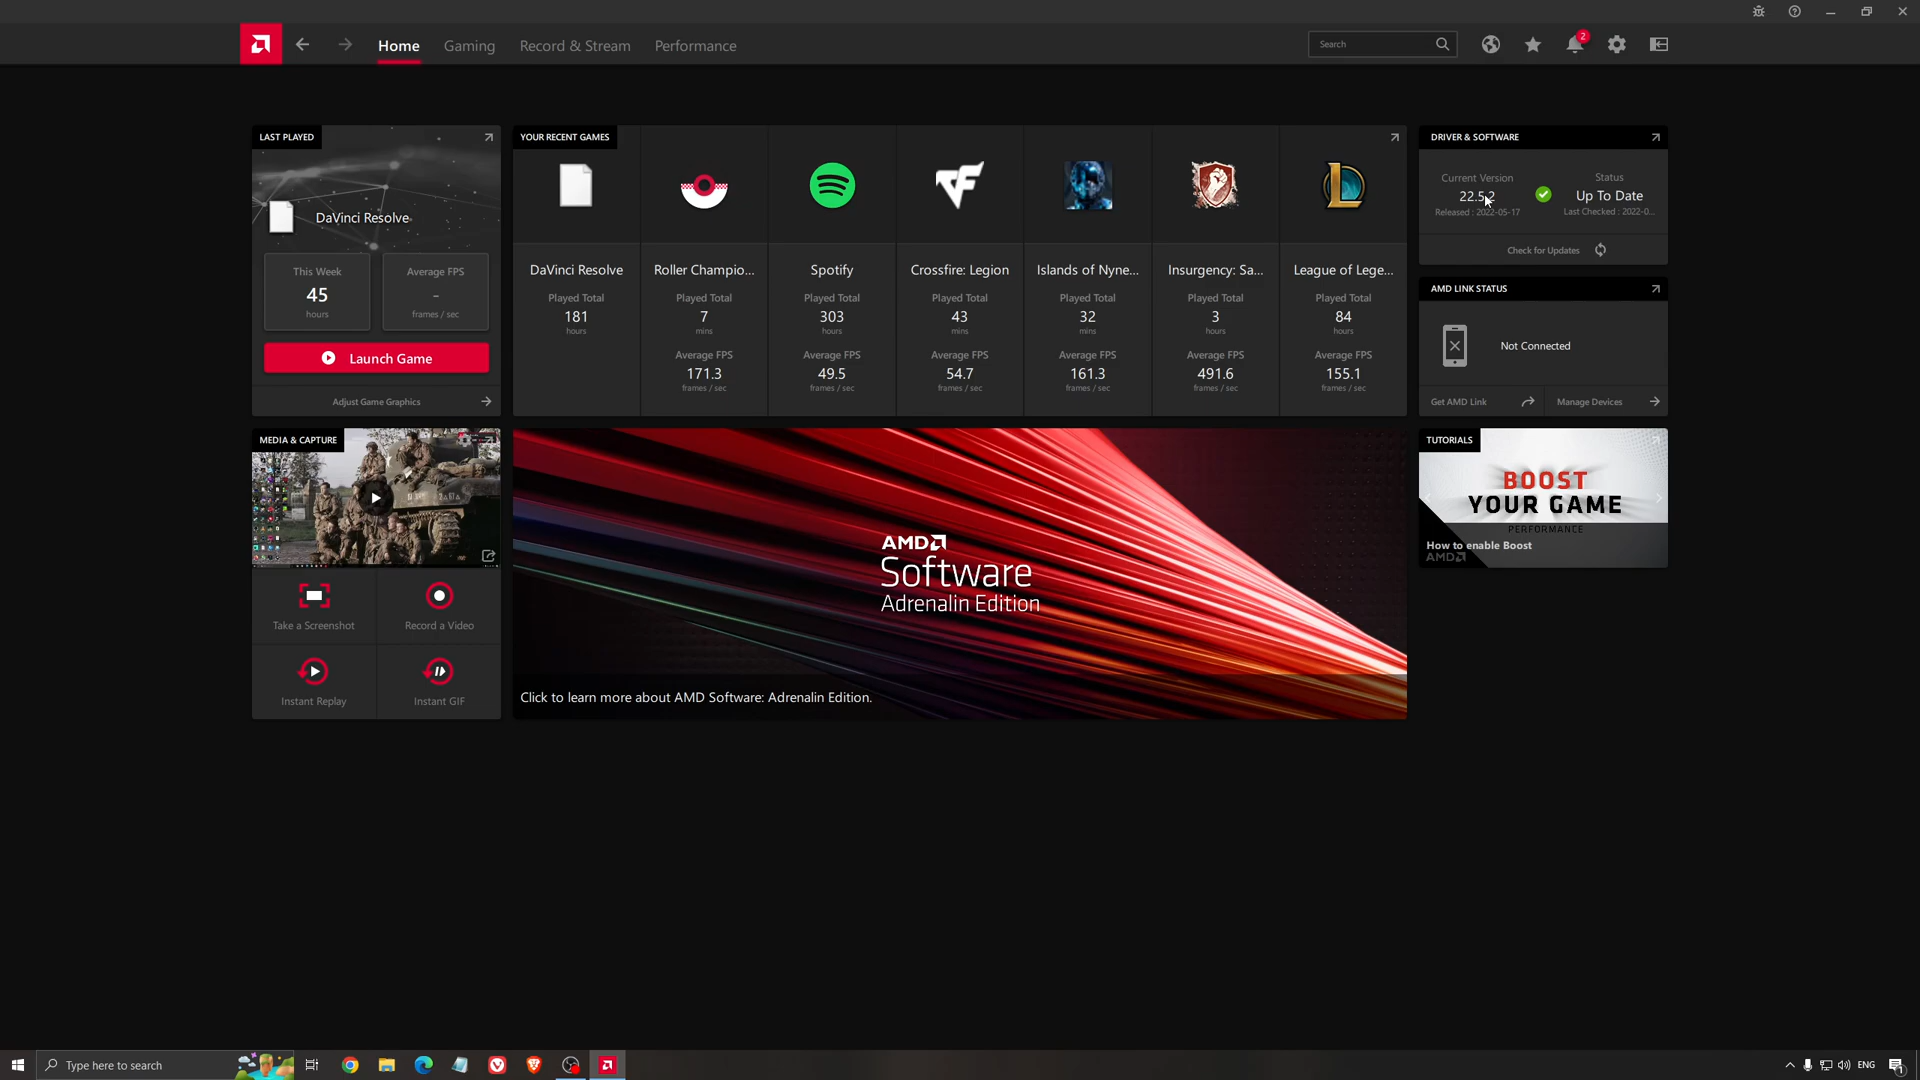 Home
Gaming
Record & Stream
Performance
Search
2
LAST PLAYED
DaVinci Resolve
This Week
45
hours
Average FPS
–
frames / sec
Launch Game
Adjust Game Graphics
YOUR RECENT GAMES
DaVinci Resolve
Played Total
181
hours
Roller Champio...
Played Total
7
mins
Average FPS
171.3
frames / sec
Spotify
Played Total
303
hours
Average FPS
49.5
frames / sec
Crossfire: Legion
Played Total
43
mins
Average FPS
54.7
frames / sec
Islands of Nyne...
Played Total
32
mins
Average FPS
161.3
frames / sec
Insurgency: Sa...
Played Total
3
hours
Average FPS
491.6
frames / sec
League of Lege...
Played Total
84
hours
Average FPS
155.1
frames / sec
DRIVER & SOFTWARE
Current Version
22.5.2
Released : 2022-05-17
Status
Up To Date
Last Checked : 2022-0...
Check for Updates
AMD LINK STATUS
Not Connected
Get AMD Link
Manage Devices
MEDIA & CAPTURE
Take a Screenshot
Record a Video
Instant Replay
Instant GIF
AMD
Software
Adrenalin Edition
Click to learn more about AMD Software: Adrenalin Edition.
TUTORIALS
BOOST
YOUR GAME
PERFORMANCE
How to enable Boost
AMD
Type here to search
ENG
1